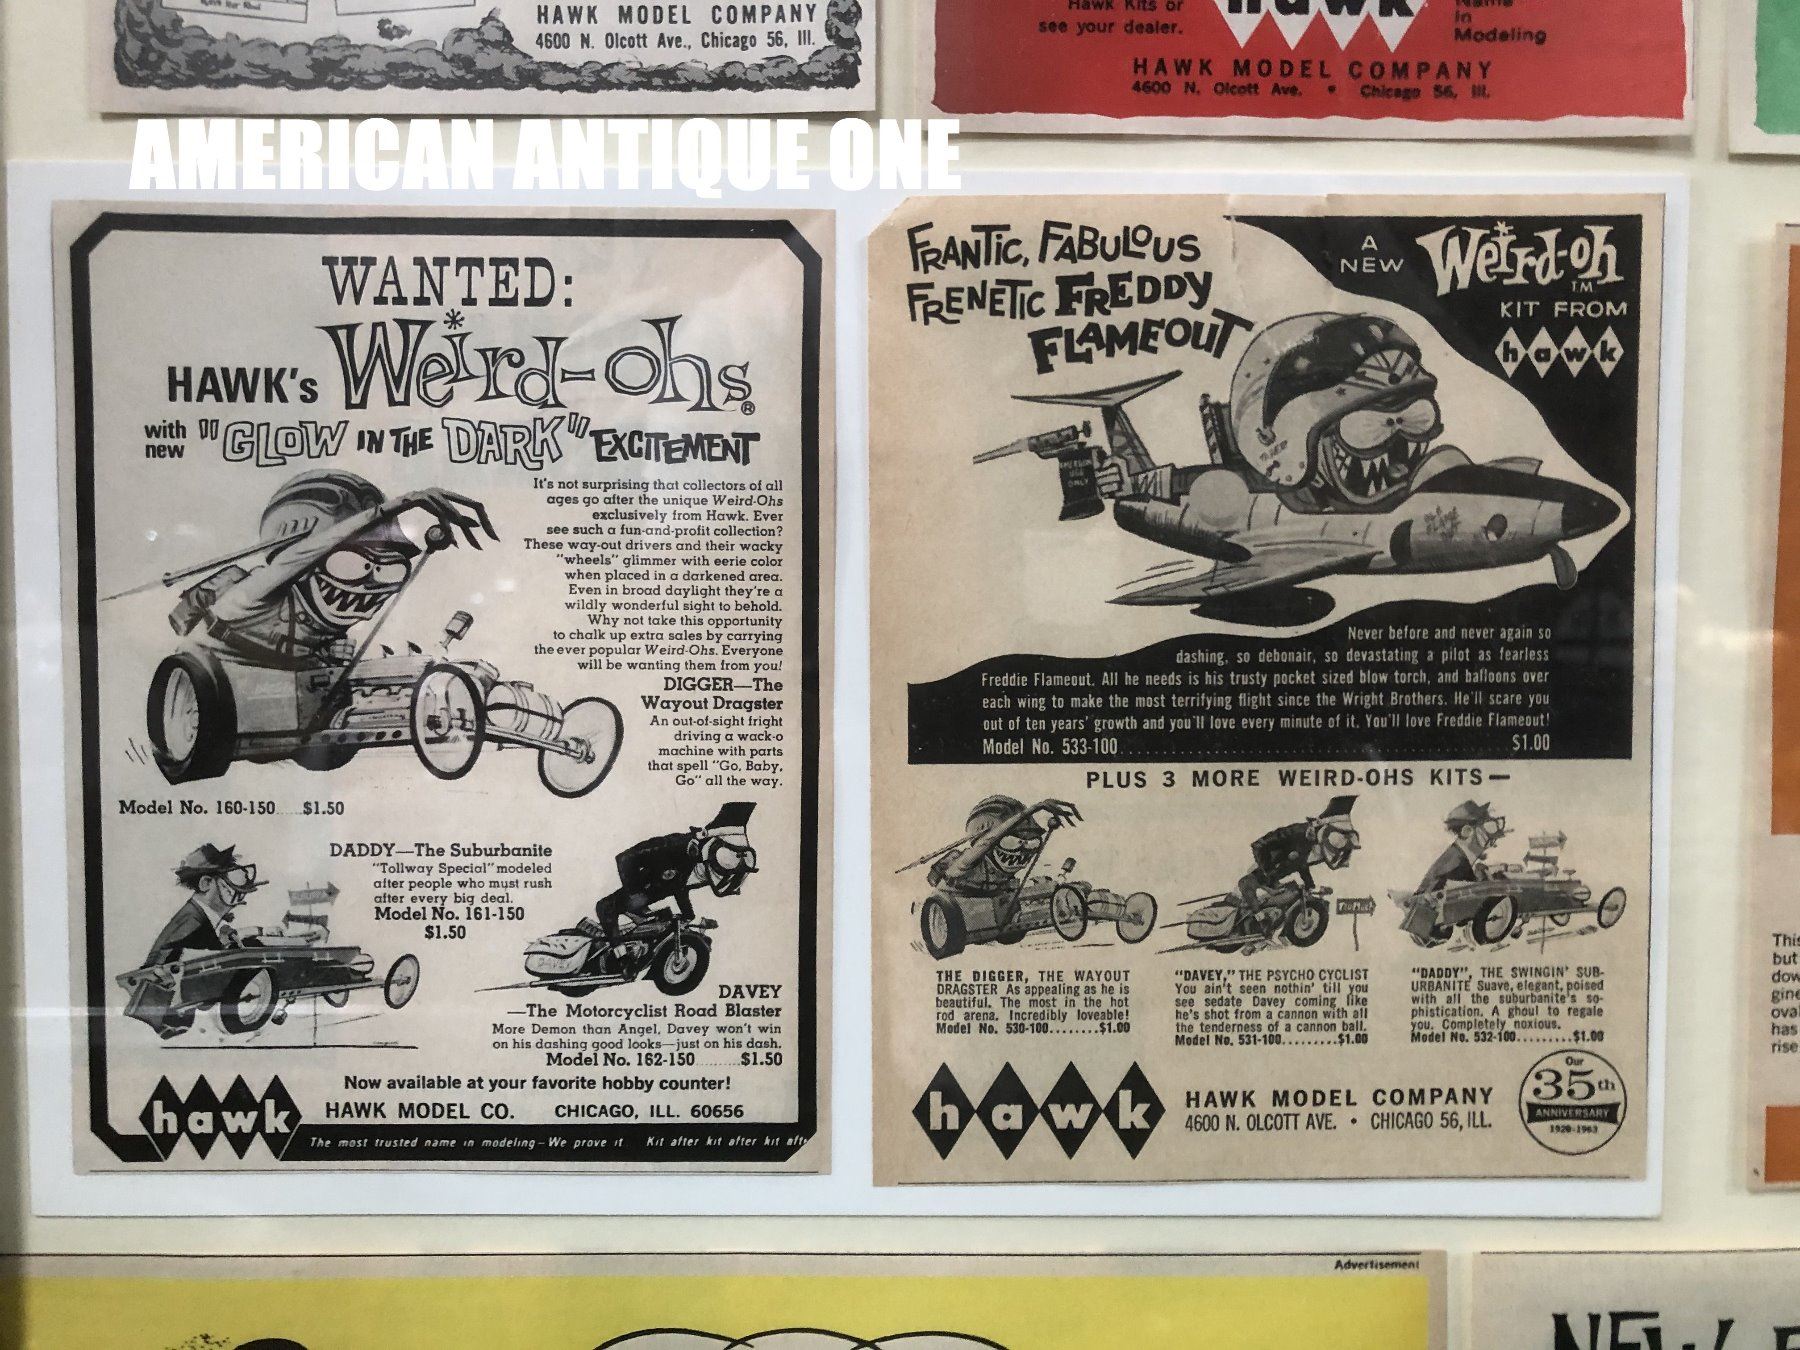 HAWK MODEL COMPANY
4600 N. Olcott Ave., Chicago 56, Ill.
Hawk Kits or
see your dealer.
hawk
Name
in
Modeling
HAWK MODEL COMPANY
4600 N. Olcott Ave. • Chicago 56, Ill.
AMERICAN ANTIQUE ONE
WANTED:
HAWK's Weird-ohs®
with new "GLOW IN THE DARK" EXCITEMENT
It's not surprising that collectors of all
ages go after the unique Weird-Ohs
exclusively from Hawk. Ever
see such a fun-and-profit collection?
These way-out drivers and their wacky
"wheels" glimmer with eerie color
when placed in a darkened area.
Even in broad daylight they're a
wildly wonderful sight to behold.
Why not take this opportunity
to chalk up extra sales by carrying
the ever popular Weird-Ohs. Everyone
will be wanting them from you!
DIGGER—The
Wayout Dragster
An out-of-sight fright
driving a wack-o
machine with parts
that spell "Go, Baby,
Go" all the way.
Model No. 160-150.....$1.50
DADDY—The Suburbanite
"Tollway Special" modeled
after people who must rush
after every big deal.
Model No. 161-150
$1.50
DAVEY
DAVEY
—The Motorcyclist Road Blaster
More Demon than Angel, Davey won't win
on his dashing good looks—just on his dash.
Model No. 162-150..........$1.50
Now available at your favorite hobby counter!
hawk
HAWK MODEL CO. CHICAGO, ILL. 60656
The most trusted name in modeling—We prove it Kit after kit after kit aft
FRANTIC, FABULOUS
FRENETIC FREDDY
FLAMEOUT
A NEW Weird-oh TM
KIT FROM
hawk
Never before and never again so
dashing, so debonair, so devastating a pilot as fearless
Freddie Flameout. All he needs is his trusty pocket sized blow torch, and balloons over
each wing to make the most terrifying flight since the Wright Brothers. He'll scare you
out of ten years' growth and you'll love every minute of it. You'll love Freddie Flameout!
Model No. 533-100..........$1.00
PLUS 3 MORE WEIRD-OHS KITS—
THE DIGGER, THE WAYOUT
DRAGSTER As appealing as he is
beautiful. The most in the hot
rod arena. Incredibly loveable!
Model No. 530-100........$1.00
"DAVEY," THE PSYCHO CYCLIST
You ain't seen nothin' till you
see sedate Davey coming like
he's shot from a cannon with all
the tenderness of a cannon ball.
Model No. 531-100.........$1.00
"DADDY", THE SWINGIN' SUB-
URBANITE Suave, elegant, poised
with all the suburbanite's so-
phistication. A ghoul to regale
you. Completely noxious.
Model No. 532-100.........$1.00
hawk
HAWK MODEL COMPANY
4600 N. OLCOTT AVE. • CHICAGO 56, ILL.
Our
35th
ANNIVERSARY
1928-1963
This
but
dow
gine
oval
has
rise
Advertisement
NEW